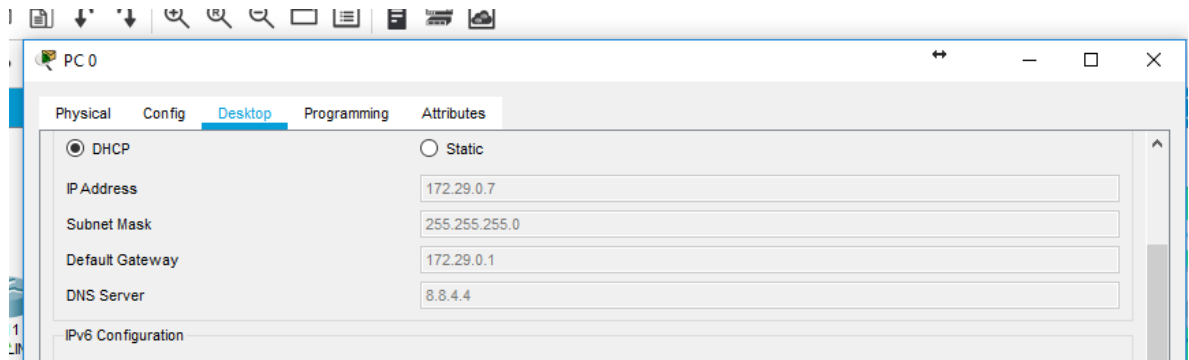 PC 0
Physical Config Desktop Programming Attributes
DHCP Static
IP Address 172.29.0.7
Subnet Mask 255.255.255.0
Default Gateway 172.29.0.1
DNS Server 8.8.4.4
IPv6 Configuration